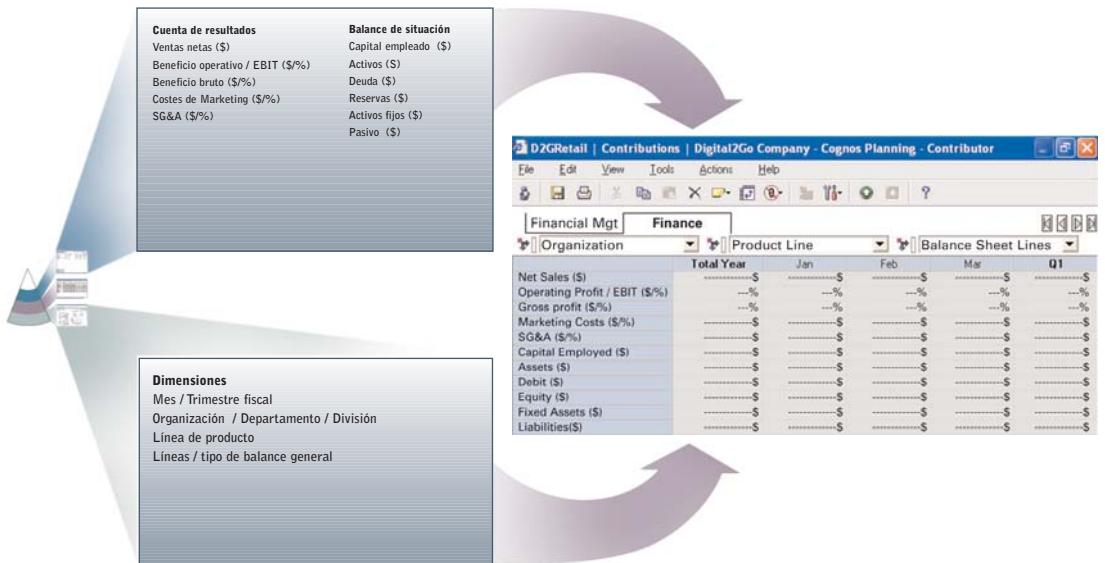 Cuenta de resultados
Ventas netas ($)
Beneficio operativo / EBIT ($/%)
Beneficio bruto ($/%)
Costes de Marketing ($/%)
SG&A ($/%)
Balance de situación
Capital empleado ($)
Activos (S)
Deuda ($)
Reservas ($)
Activos fijos ($)
Pasivo ($)
Dimensiones
Mes / Trimestre fiscal
Organización / Departamento / División
Línea de producto
Líneas / tipo de balance general
D2GRetail | Contributions | Digital2Go Company - Cognos Planning - Contributor
File Edit View Tools Actions Help
Financial Mgt Finance
Organization Product Line Balance Sheet Lines
Total Year Jan Feb Mar Q1
Net Sales ($) ------------$ ------------$ ------------$ ------------$ ------------$
Operating Profit / EBIT ($/%) ---% ---% ---% ---% ---%
Gross profit ($/%) ---% ---% ---% ---% ---%
Marketing Costs ($/%) ------------$ ------------$ ------------$ ------------$ ------------$
SG&A ($/%) ------------$ ------------$ ------------$ ------------$ ------------$
Capital Employed ($) ------------$ ------------$ ------------$ ------------$ ------------$
Assets ($) ------------$ ------------$ ------------$ ------------$ ------------$
Debit ($) ------------$ ------------$ ------------$ ------------$ ------------$
Equity ($) ------------$ ------------$ ------------$ ------------$ ------------$
Fixed Assets ($) ------------$ ------------$ ------------$ ------------$ ------------$
Liabilities($) ------------$ ------------$ ------------$ ------------$ ------------$